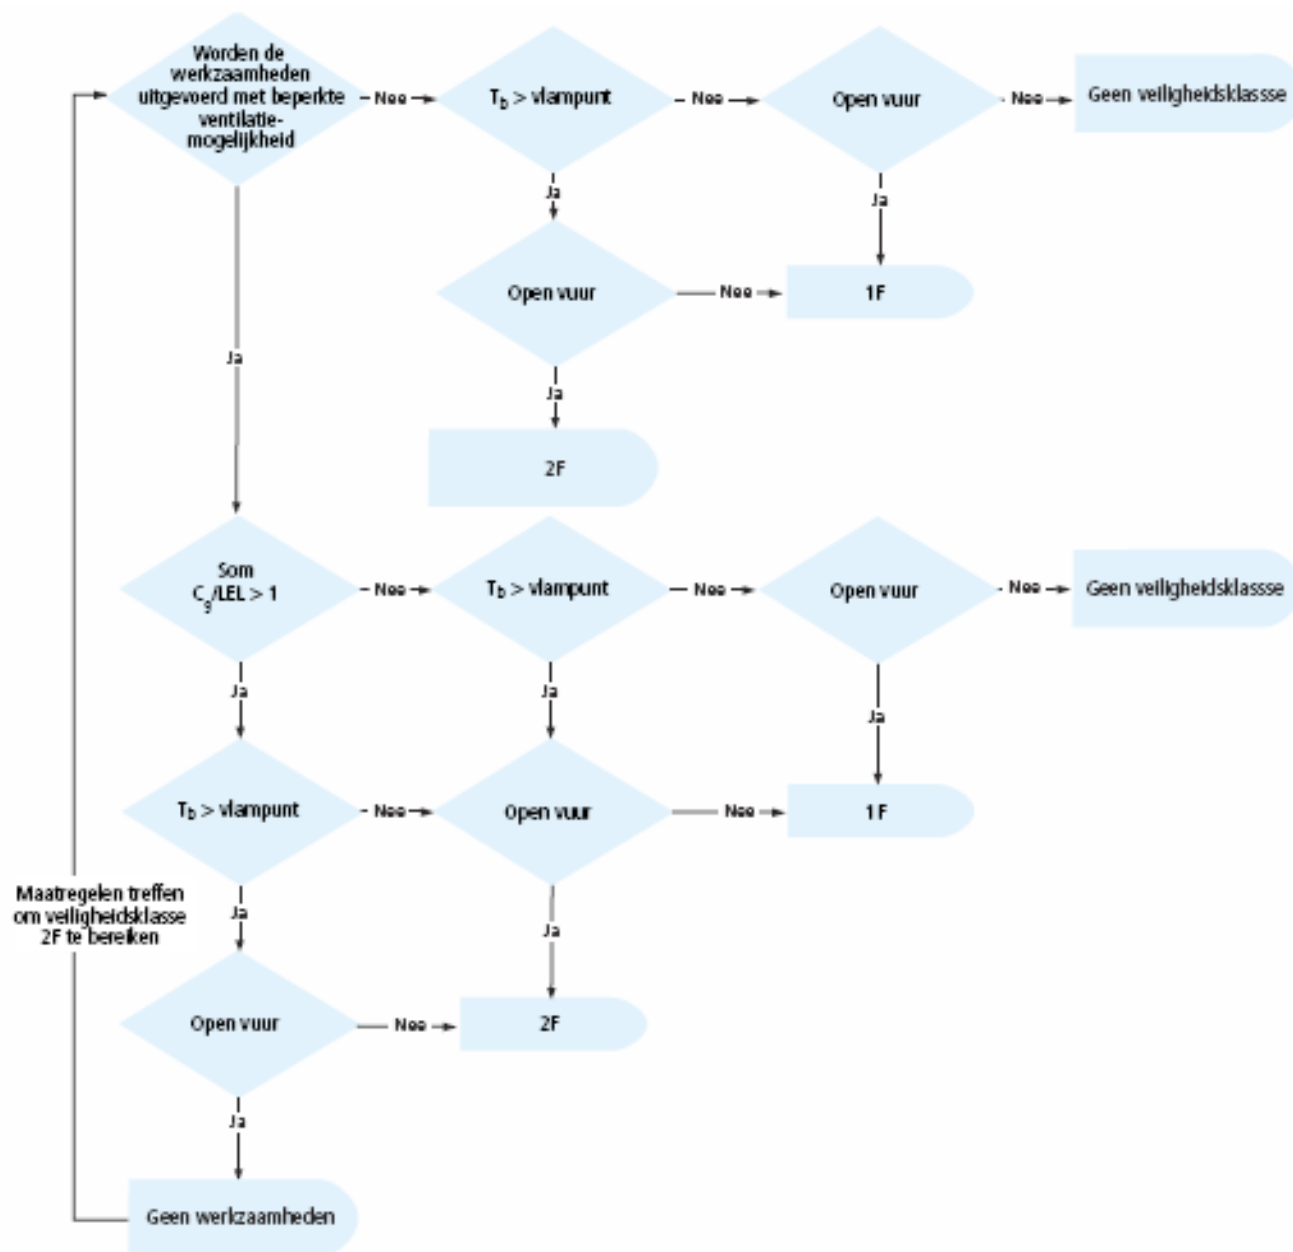 Worden de
werkzaamheden
uitgevoerd met beperkte
ventilatie-
mogelijkheid
Nee
Tb > vlampunt
Nee
Open vuur
Nee
Geen veiligheidsklassse
Ja
Ja
Open vuur
Nee
1F
Ja
Ja
2F
Som
Cg/LEL > 1
Nee
Tb > vlampunt
Nee
Open vuur
Nee
Geen veiligheidsklassse
Ja
Ja
Ja
Tb > vlampunt
Nee
Open vuur
Nee
1F
Maatregelen treffen
om veiligheidsklasse
2F te bereiken
Ja
Ja
Open vuur
Nee
2F
Ja
Geen werkzaamheden